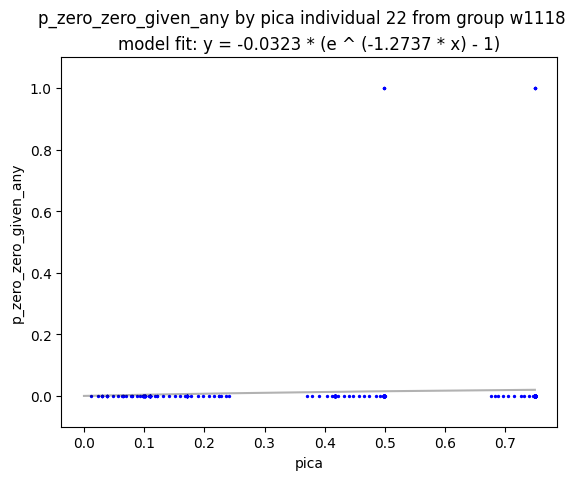 p_zero_zero_given_any by pica individual 22 from group w1118
model fit: y = -0.0323 * (e ^ (-1.2737 * x) - 1)
1.0
0.8
0.6
0.4
0.2
0.0
p_zero_zero_given_any
0.0 0.1 0.2 0.3 0.4 0.5 0.6 0.7
pica